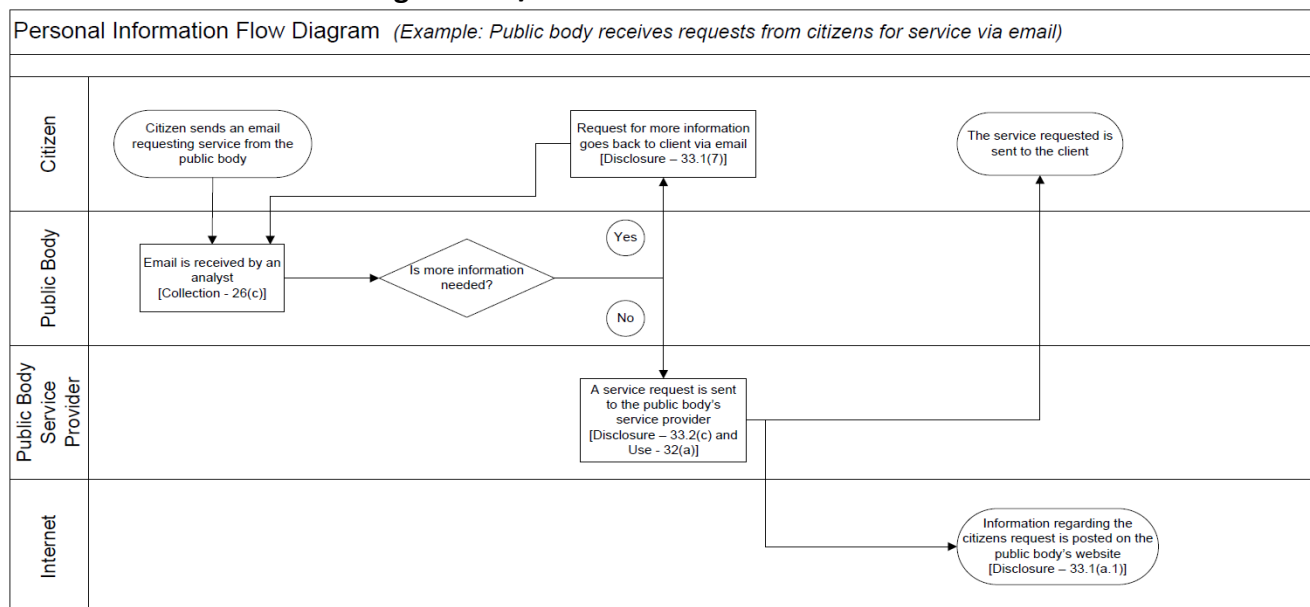 Personal Information Flow Diagram (Example: Public body receives requests from citizens for service via email)
Citizen
Citizen sends an email
requesting service from the
public body
Request for more information
goes back to client via email
[Disclosure – 33.1(7)]
The service requested is
sent to the client
Public Body
Email is received by an
analyst
[Collection - 26(c)]
Is more information
needed?
Yes
No
Public Body
Service
Provider
A service request is sent
to the public body's
service provider
[Disclosure – 33.2(c) and
Use - 32(a)]
Internet
Information regarding the
citizens request is posted on the
public body's website
[Disclosure – 33.1(a.1)]